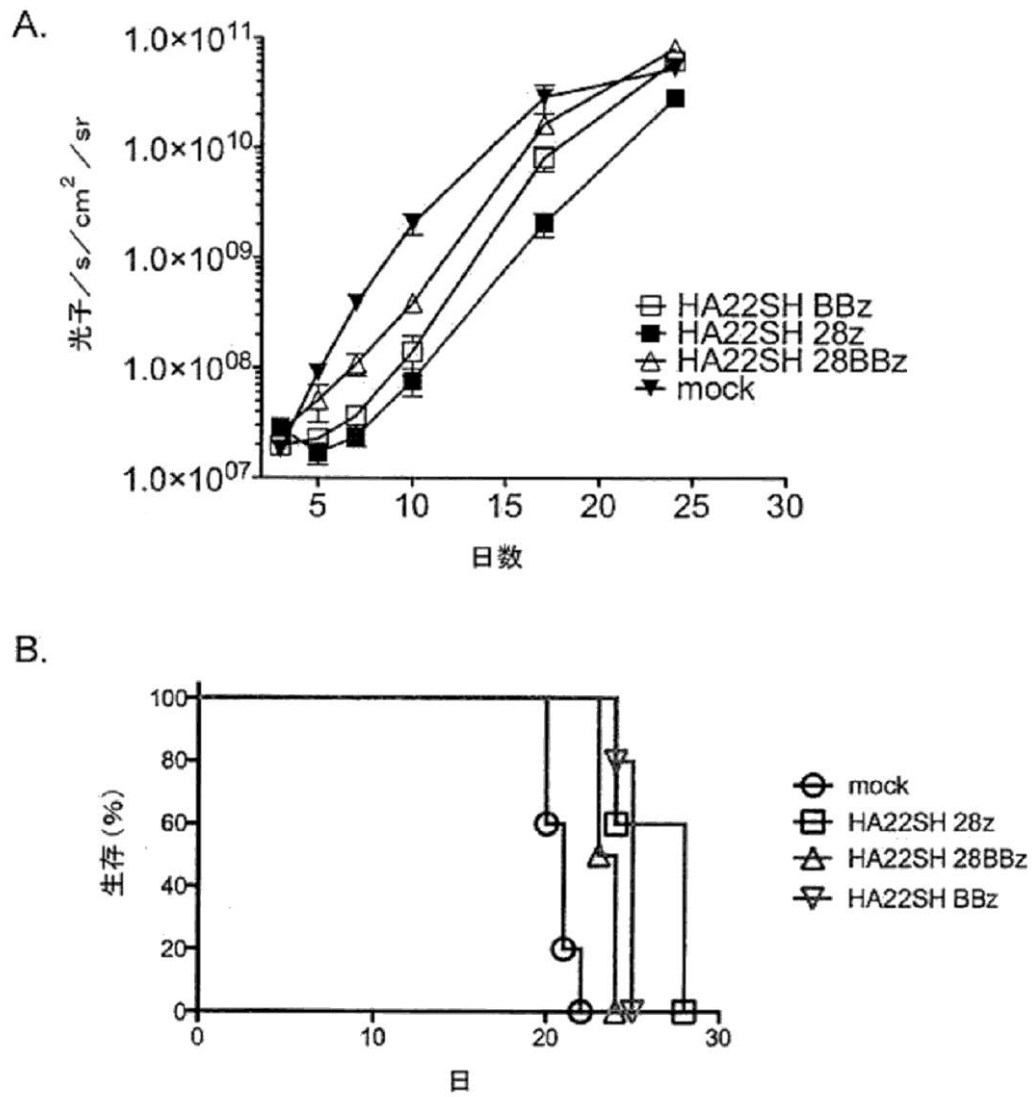 A.
1.0×10¹¹
1.0×10¹⁰
1.0×10⁰⁹
1.0×10⁰⁸
1.0×10⁰⁷
光子/s/cm²/sr
5 10 15 20 25 30
日数
HA22SH BBz
HA22SH 28z
HA22SH 28BBz
mock
B.
100
80
60
40
20
0
生存(%)
0 10 20 30
日
mock
HA22SH 28z
HA22SH 28BBz
HA22SH BBz